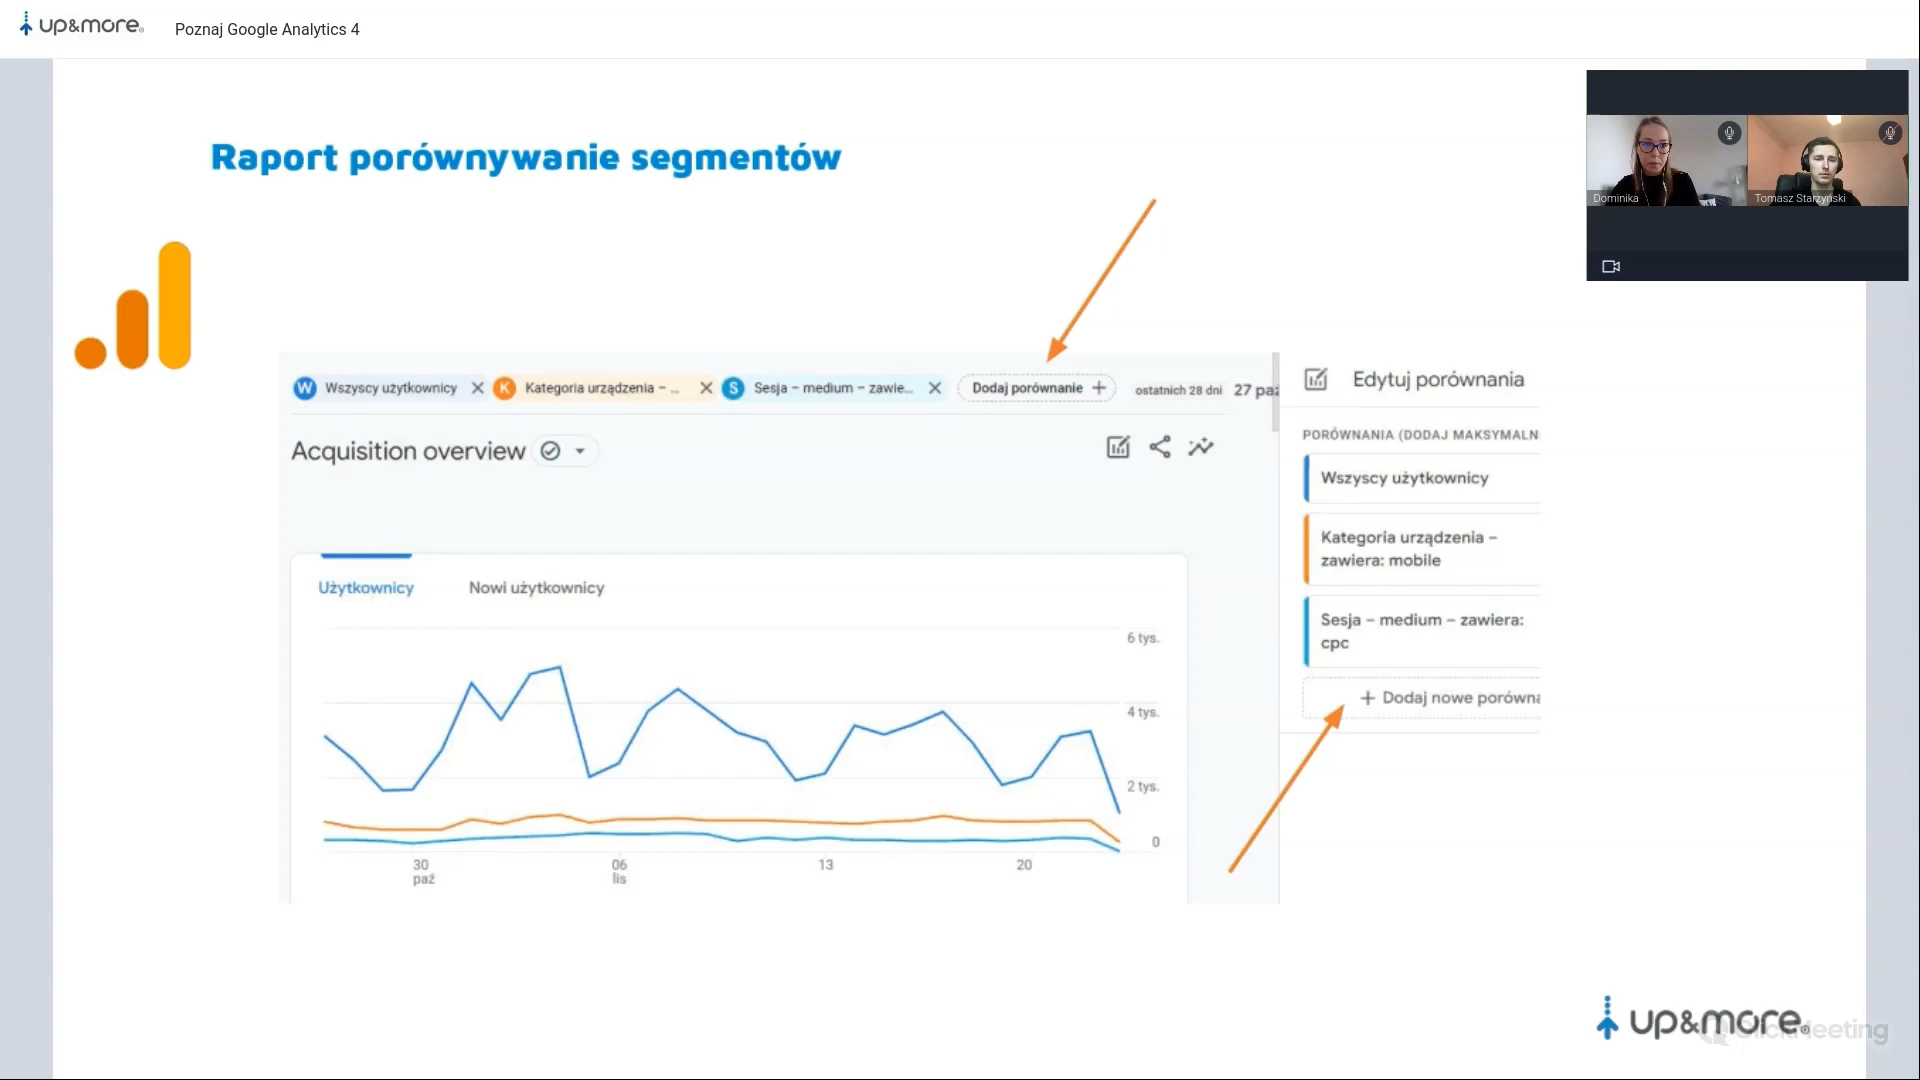 up&more
Poznaj Google Analytics 4
Raport porównywanie segmentów
Dominika
Tomasz Starzyński
W Wszyscy użytkownicy
K Kategoria urządzenia – ...
S Sesja – medium – zawie...
Dodaj porównanie +
ostatnich 28 dni
27 paź
Acquisition overview
Użytkownicy
Nowi użytkownicy
6 tys.
4 tys.
2 tys.
0
30
paź
06
lis
13
20
Edytuj porównania
PORÓWNANIA (DODAJ MAKSYMALN
Wszyscy użytkownicy
Kategoria urządzenia –
zawiera: mobile
Sesja – medium – zawiera:
cpc
+ Dodaj nowe porówna
up&more
ClickMeeting